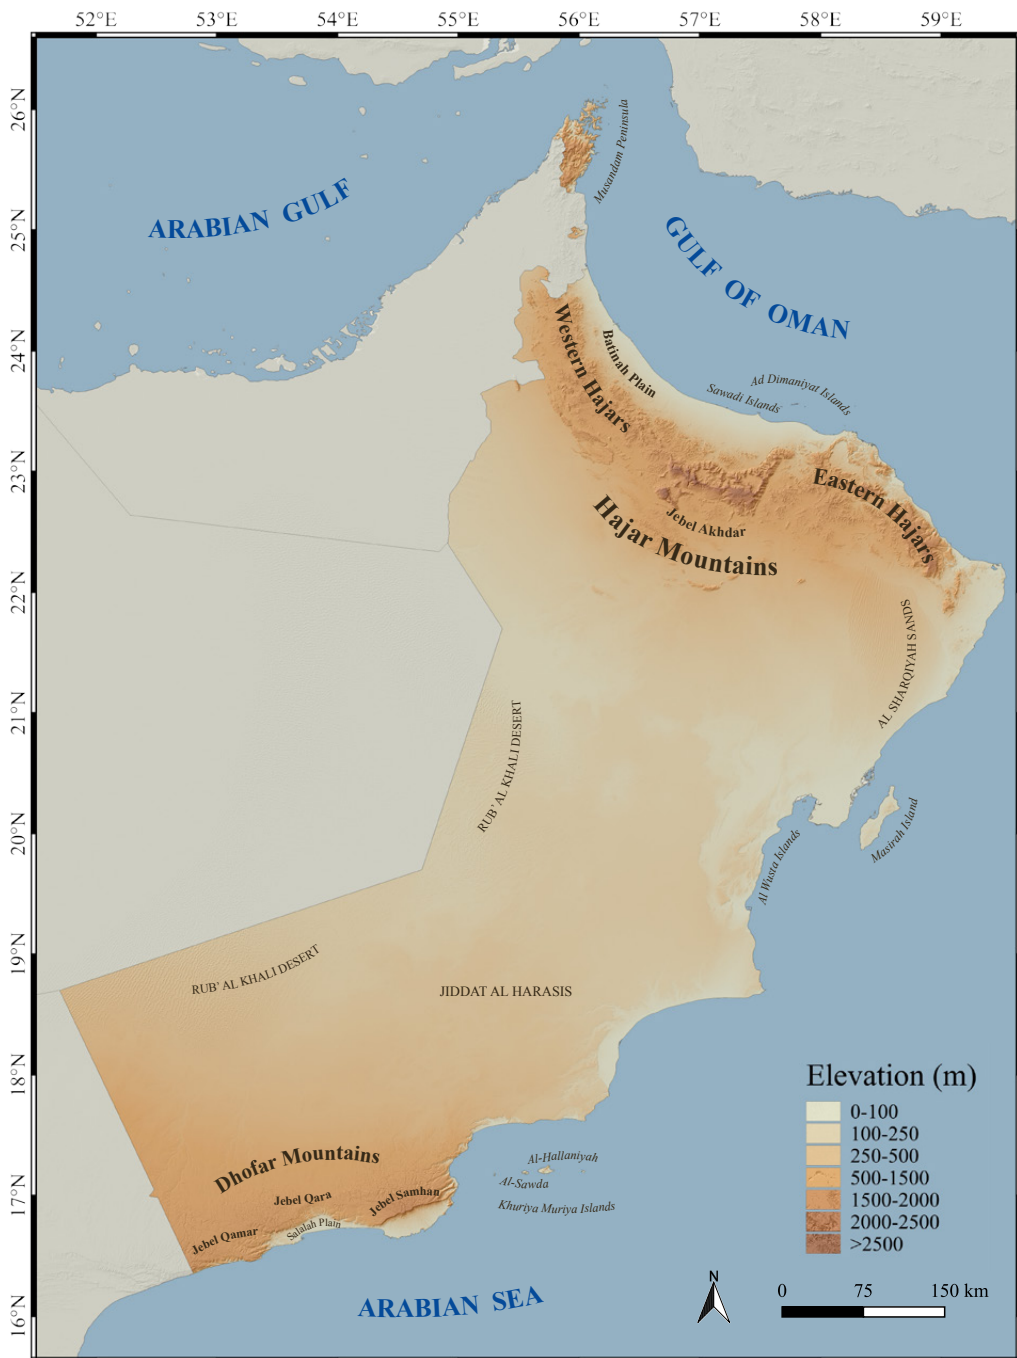 52°E 53°E 54°E 55°E 56°E 57°E 58°E 59°E
26°N
25°N
24°N
23°N
22°N
21°N
20°N
19°N
18°N
17°N
16°N
Musandam Peninsula
ARABIAN GULF
GULF OF OMAN
Western Hajars
Batinah Plain
Ad Dimaniyat Islands
Sawadi Islands
Eastern Hajars
Jebel Akhdar
Hajar Mountains
AL SHARQIYAH SANDS
RUB' AL KHALI DESERT
Masirah Island
Al Wusta Islands
RUB' AL KHALI DESERT
JIDDAT AL HARASIS
Dhofar Mountains
Jebel Qara
Jebel Samhan
Jebel Qamar
Salalah Plain
Al-Hallaniyah
Al-Sawda
Khuriya Muriya Islands
ARABIAN SEA
Elevation (m)
0-100
100-250
250-500
500-1500
1500-2000
2000-2500
>2500
N
0 75 150 km